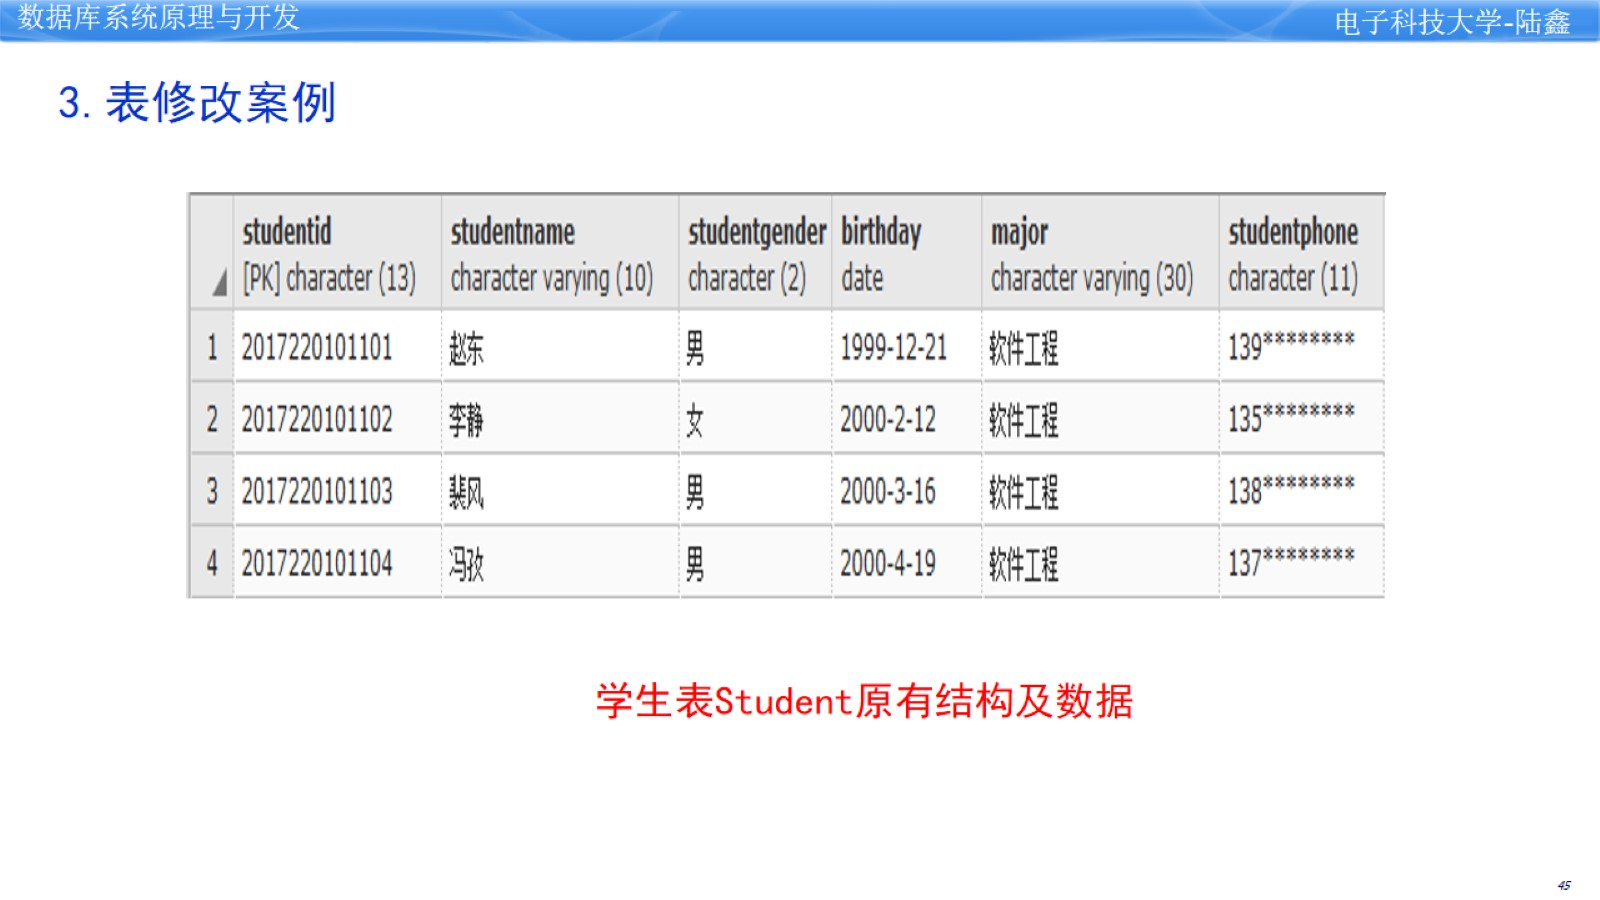 数据库系统原理与开发
电子科技大学-陆鑫
3. 表修改案例
studentid studentname studentgender birthday major studentphone
[PK] character (13) character varying (10) character (2) date character varying (30) character (11)
1 2017220101101 赵东 男 1999-12-21 软件工程 139********
2 2017220101102 李静 女 2000-2-12 软件工程 135********
3 2017220101103 裴风 男 2000-3-16 软件工程 138********
4 2017220101104 冯孜 男 2000-4-19 软件工程 137********
学生表Student原有结构及数据
45